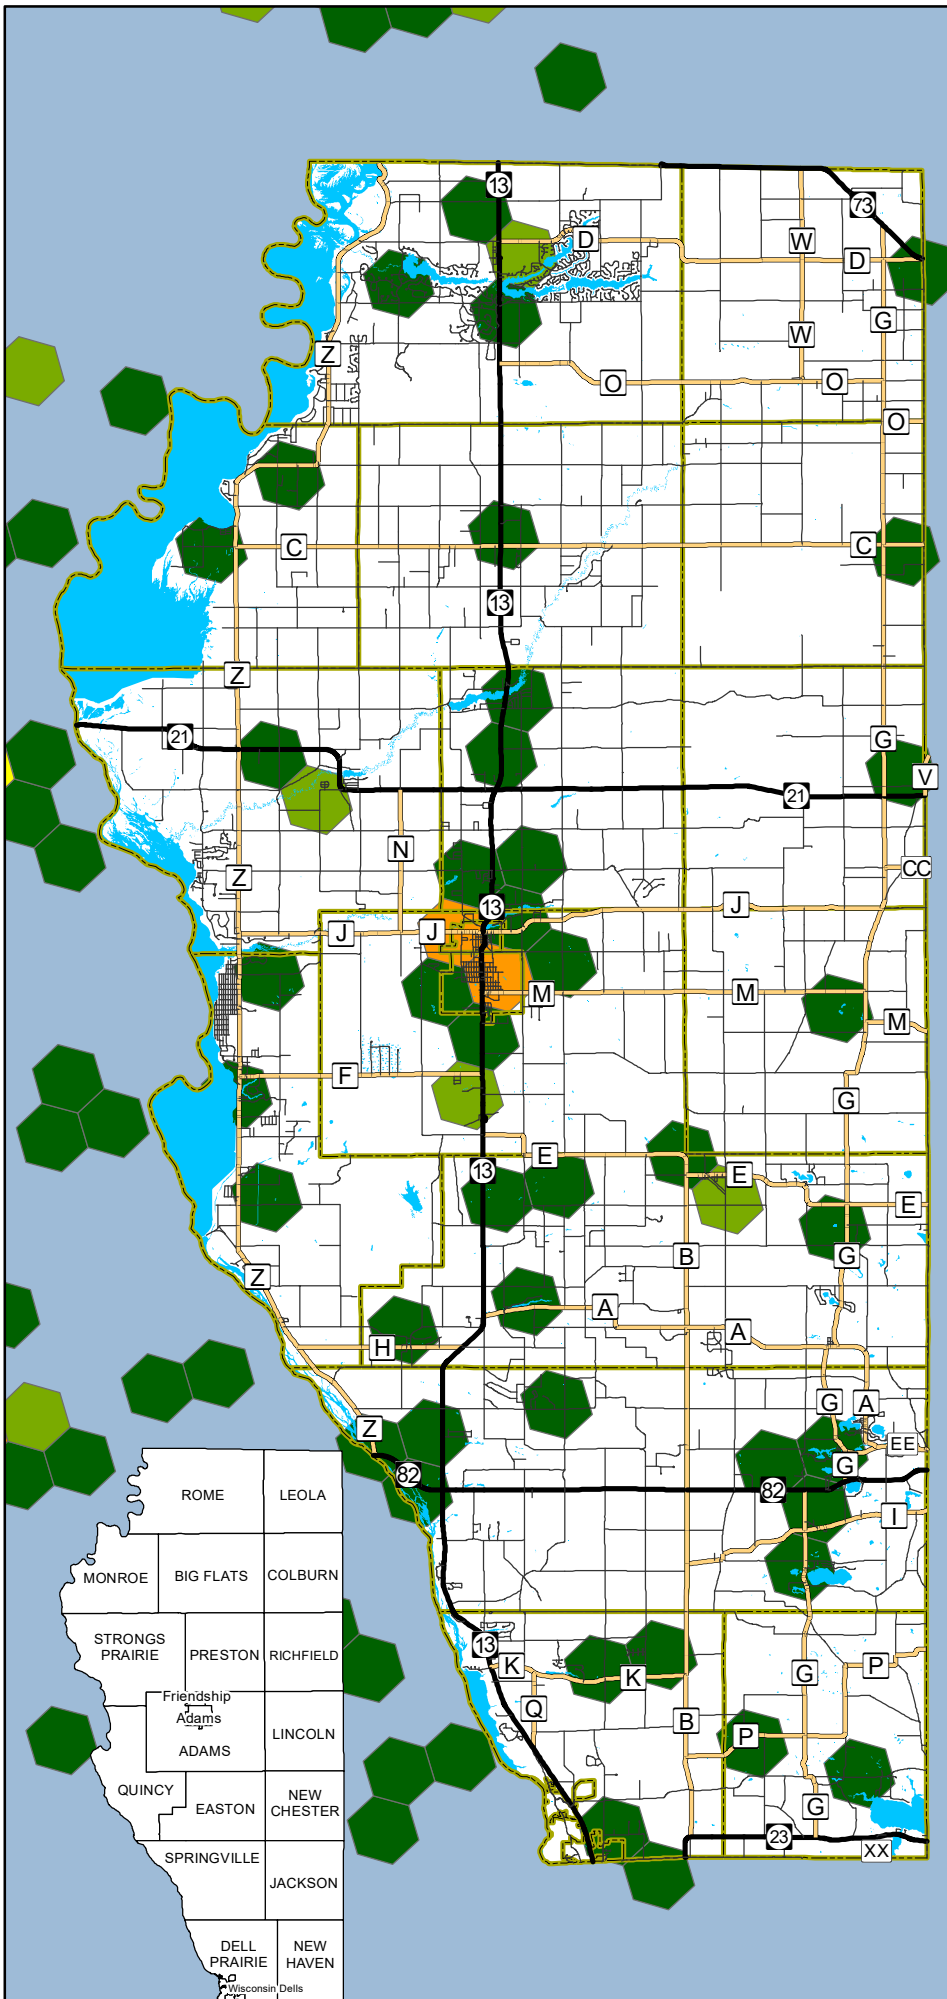 13
73
D
W
D
G
W
Z
O
O
O
C
C
13
Z
21
G
V
21
N
CC
Z
13
J
J
J
M
M
M
F
G
13
E
E
E
B
G
Z
A
A
H
G
A
Z
EE
G
82
82
I
13
K
K
P
G
Q
B
P
G
23
XX
ROME
LEOLA
MONROE
BIG FLATS
COLBURN
STRONGS
PRAIRIE
PRESTON
RICHFIELD
Friendship
Adams
LINCOLN
ADAMS
QUINCY
EASTON
NEW
CHESTER
SPRINGVILLE
JACKSON
DELL
PRAIRIE
NEW
HAVEN
Wisconsin Dells